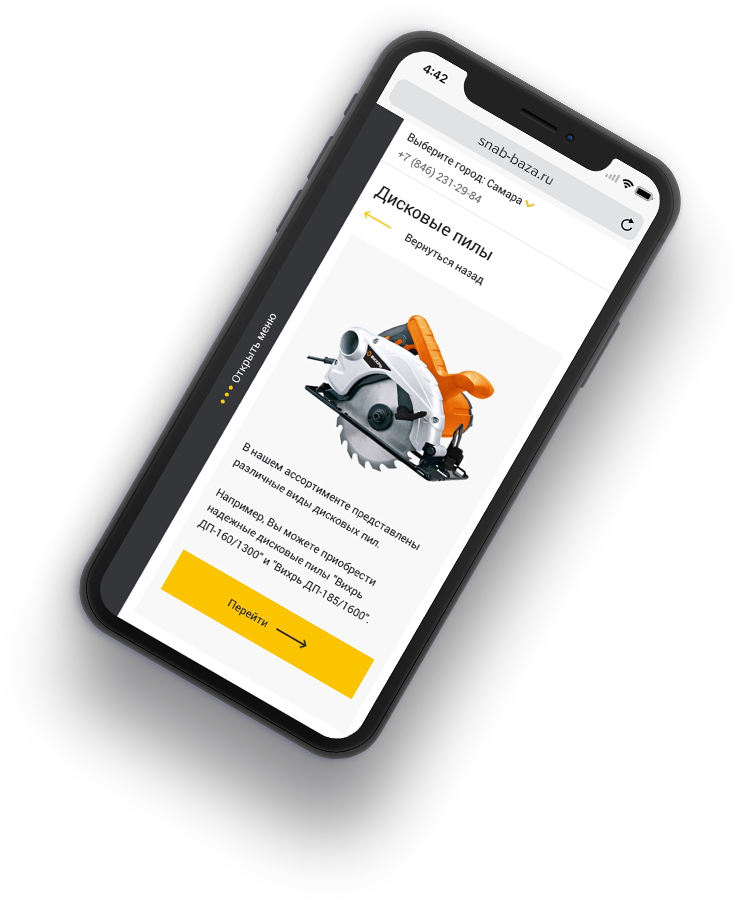 4:42
snab-baza.ru
Выберите город: Самара
+7 (846) 231-29-84
Дисковые пилы
Вернуться назад
Открыть меню
В нашем ассортименте представлены
различные виды дисковых пил.
Например, Вы можете приобрести
надежные дисковые пилы "Вихрь
ДП-160/1300" и "Вихрь ДП-185/1600".
Перейти